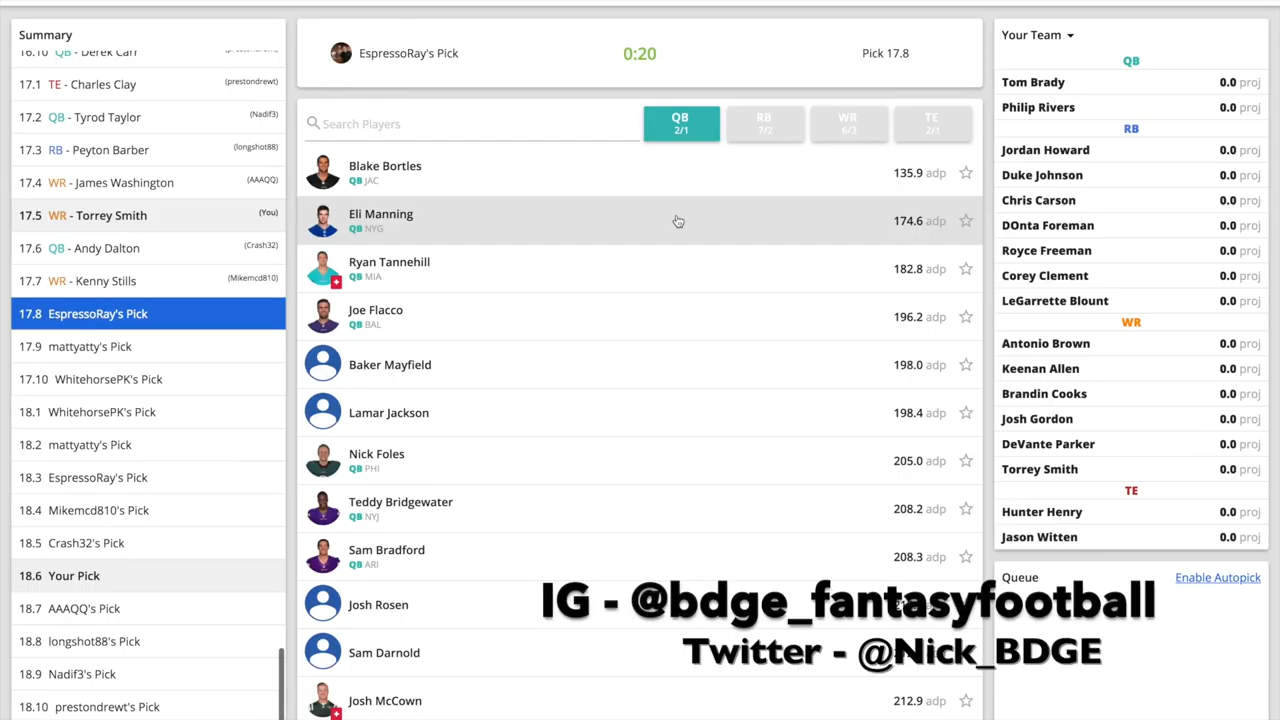 Summary
16.10 QB - Derek Carr (prestondrewt)
17.1 TE - Charles Clay (prestondrewt)
17.2 QB - Tyrod Taylor (Nadif3)
17.3 RB - Peyton Barber (longshot88)
17.4 WR - James Washington (AAAQQ)
17.5 WR - Torrey Smith (You)
17.6 QB - Andy Dalton (Crash32)
17.7 WR - Kenny Stills (Mikemcd810)
17.8 EspressoRay's Pick
17.9 mattyatty's Pick
17.10 WhitehorsePK's Pick
18.1 WhitehorsePK's Pick
18.2 mattyatty's Pick
18.3 EspressoRay's Pick
18.4 Mikemcd810's Pick
18.5 Crash32's Pick
18.6 Your Pick
18.7 AAAQQ's Pick
18.8 longshot88's Pick
18.9 Nadif3's Pick
18.10 prestondrewt's Pick
EspressoRay's Pick 0:20 Pick 17.8
Search Players
QB
2/1
RB
7/2
WR
6/3
TE
2/1
Blake Bortles
QB JAC
135.9 adp
Eli Manning
QB NYG
174.6 adp
Ryan Tannehill
QB MIA
182.8 adp
Joe Flacco
QB BAL
196.2 adp
Baker Mayfield
198.0 adp
Lamar Jackson
198.4 adp
Nick Foles
QB PHI
205.0 adp
Teddy Bridgewater
QB NYJ
208.2 adp
Sam Bradford
QB ARI
208.3 adp
Josh Rosen
Sam Darnold
Josh McCown
212.9 adp
Your Team
QB
Tom Brady 0.0 proj
Philip Rivers 0.0 proj
RB
Jordan Howard 0.0 proj
Duke Johnson 0.0 proj
Chris Carson 0.0 proj
DOnta Foreman 0.0 proj
Royce Freeman 0.0 proj
Corey Clement 0.0 proj
LeGarrette Blount 0.0 proj
WR
Antonio Brown 0.0 proj
Keenan Allen 0.0 proj
Brandin Cooks 0.0 proj
Josh Gordon 0.0 proj
DeVante Parker 0.0 proj
Torrey Smith 0.0 proj
TE
Hunter Henry 0.0 proj
Jason Witten 0.0 proj
Queue Enable Autopick
IG - @bdge_fantasyfootball
Twitter - @Nick_BDGE